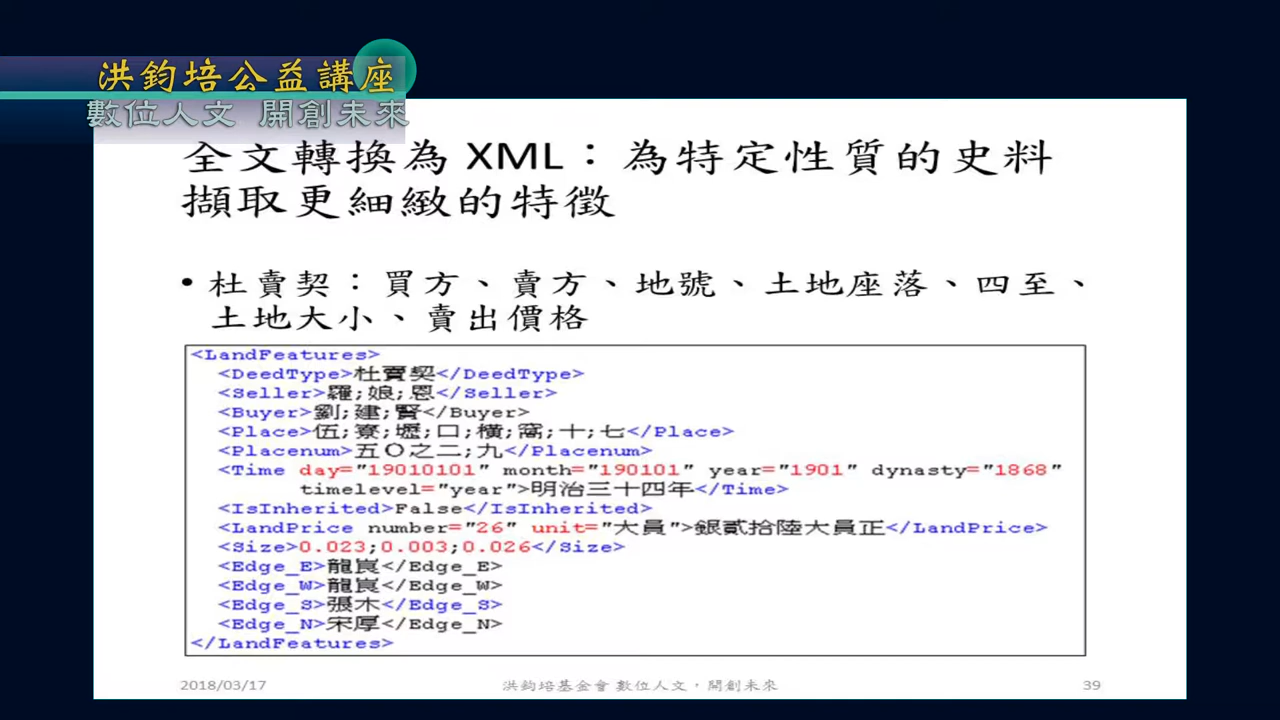 洪鈞培公益講座
數位人文 開創未來
全文轉換為 XML：為特定性質的史料
擷取更細緻的特徵
• 杜賣契：買方、賣方、地號、土地座落、四至、
土地大小、賣出價格
<LandFeatures>
<DeedType>杜賣契</DeedType>
<Seller>羅;娘;恩</Seller>
<Buyer>劉;建;賢</Buyer>
<Place>伍;寮;壢;口;橫;窩;十;七</Place>
<Placenum>五〇之二;九</Placenum>
<Time day="19010101" month="190101" year="1901" dynasty="1868"
timelevel="year">明治三十四年</Time>
<IsInherited>False</IsInherited>
<LandPrice number="26" unit="大員">銀貳拾陸大員正</LandPrice>
<Size>0.023;0.003;0.026</Size>
<Edge_E>龍崀</Edge_E>
<Edge_W>龍崀</Edge_W>
<Edge_S>張木</Edge_S>
<Edge_N>宋厚</Edge_N>
</LandFeatures>
2018/03/17
洪鈞培基金會 數位人文，開創未來
39